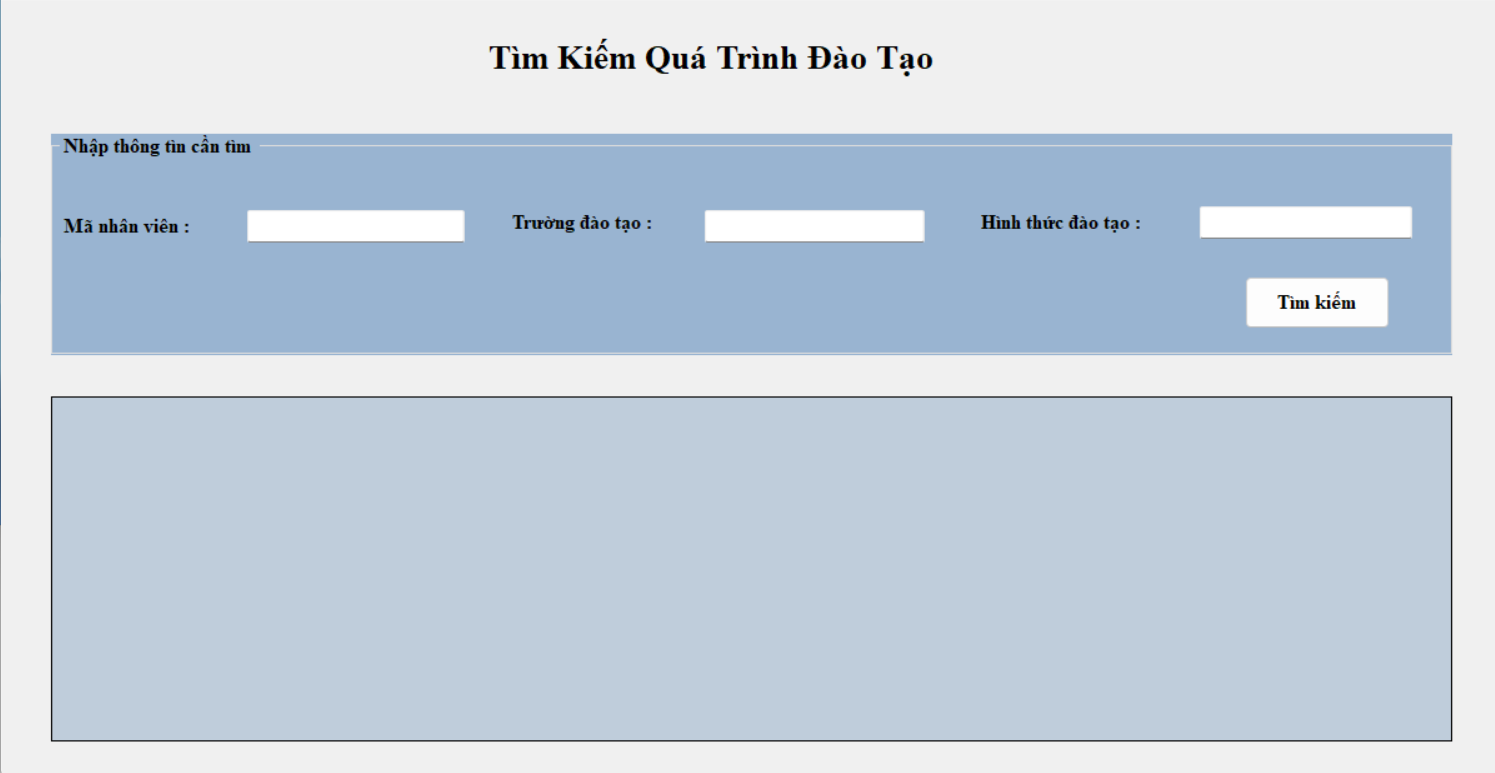 Tìm Kiếm Quá Trình Đào Tạo
Nhập thông tin cần tìm
Mã nhân viên :
Trường đào tạo :
Hình thức đào tạo :
Tìm kiếm